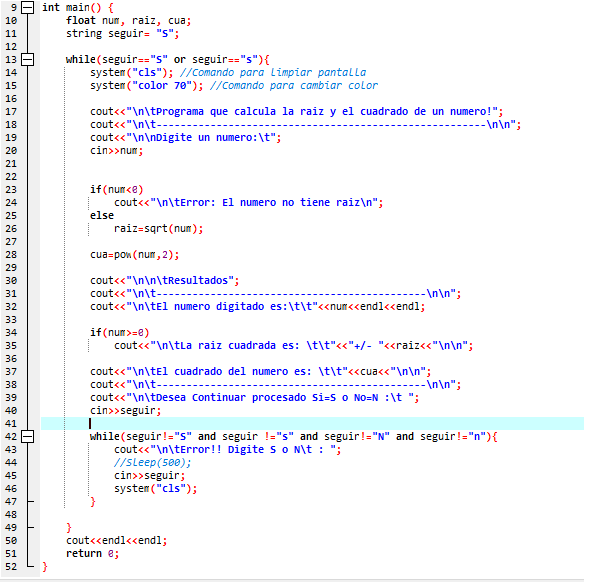 9 int main() {
10 float num, raiz, cua;
11 string seguir= "S";
12
13 while(seguir=="S" or seguir=="s"){
14 system("cls"); //Comando para limpiar pantalla
15 system("color 70"); //Comando para cambiar color
16
17 cout<<"\n\tPrograma que calcula la raiz y el cuadrado de un numero!";
18 cout<<"\n\t-------------------------------------------------------\n\n";
19 cout<<"\n\nDigite un numero:\t";
20 cin>>num;
21
22
23 if(num<0)
24 cout<<"\n\tError: El numero no tiene raiz\n";
25 else
26 raiz=sqrt(num);
27
28 cua=pow(num,2);
29
30 cout<<"\n\n\tResultados";
31 cout<<"\n\t---------------------------------------------\n\n";
32 cout<<"\n\tEl numero digitado es:\t\t"<<num<<endl<<endl;
33
34 if(num>=0)
35 cout<<"\n\tLa raiz cuadrada es: \t\t"<<"+/- "<<raiz<<"\n\n";
36
37 cout<<"\n\tEl cuadrado del numero es: \t\t"<<cua<<"\n\n";
38 cout<<"\n\t---------------------------------------------\n\n";
39 cout<<"\n\tDesea Continuar procesado Si=S o No=N :\t ";
40 cin>>seguir;
41
42 while(seguir!="S" and seguir !="s" and seguir!="N" and seguir!="n"){
43 cout<<"\n\tError!! Digite S o N\t : ";
44 //Sleep(500);
45 cin>>seguir;
46 system("cls");
47 }
48
49 }
50 cout<<endl<<endl;
51 return 0;
52 }